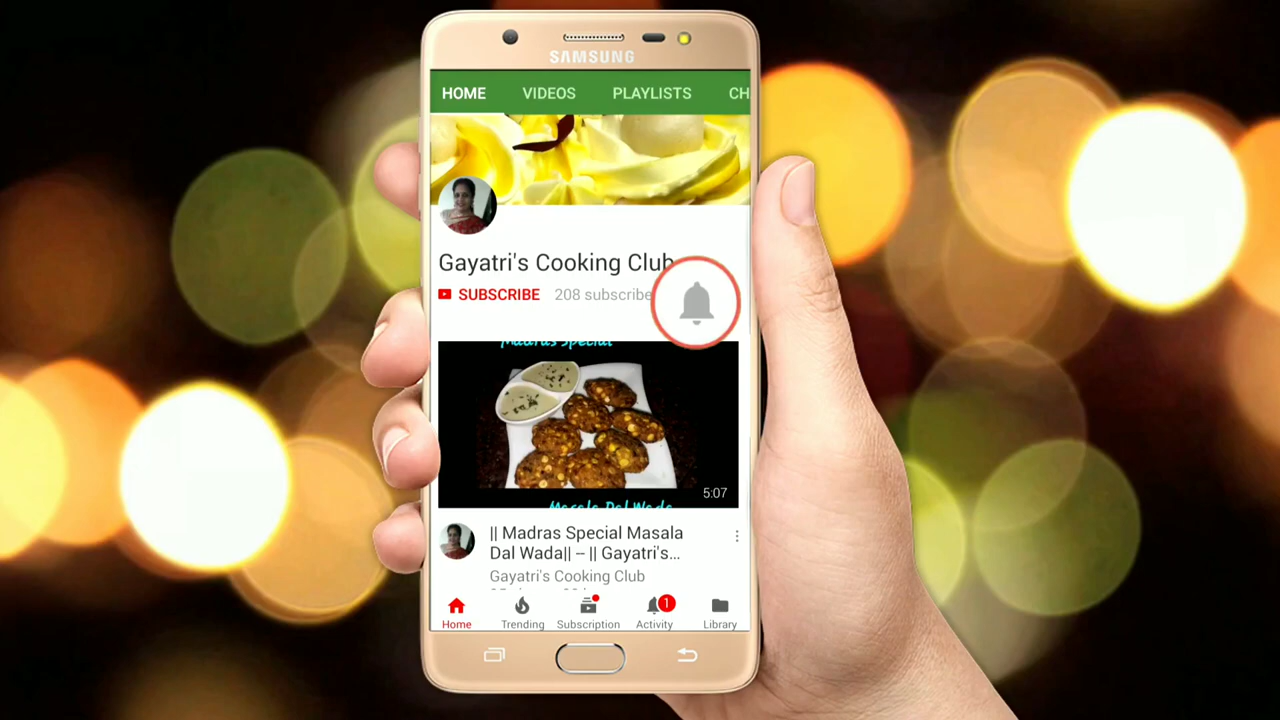 SAMSUNG
HOME VIDEOS PLAYLISTS CH
Gayatri's Cooking Club
SUBSCRIBE 208 subscribe
Madras Special
5:07
Masala Dal Wada
|| Madras Special Masala
Dal Wada|| – || Gayatri's...
Gayatri's Cooking Club
1
Home Trending Subscription Activity Library